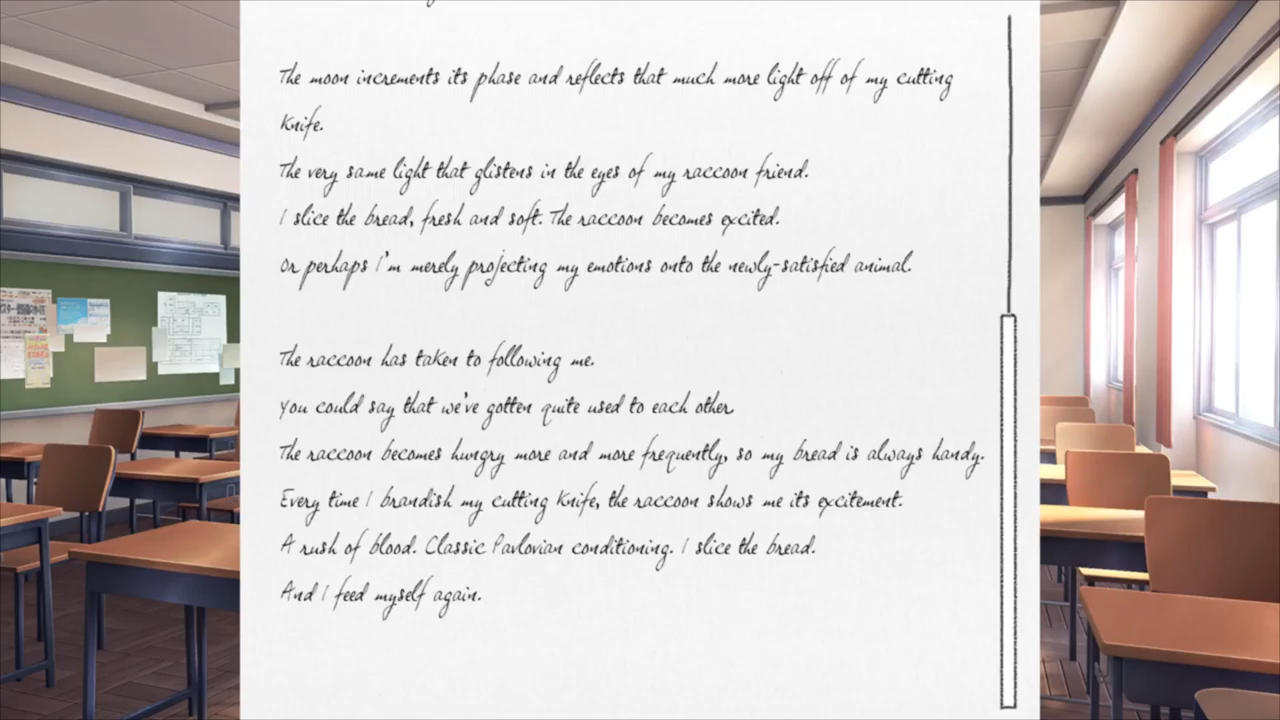 The moon increments its phase and reflects that much more light off of my cutting
knife.
The very same light that glistens in the eyes of my raccoon friend.
I slice the bread, fresh and soft. The raccoon becomes excited.
Or perhaps I'm merely projecting my emotions onto the newly-satisfied animal.
The raccoon has taken to following me.
You could say that we've gotten quite used to each other.
The raccoon becomes hungry more and more frequently, so my bread is always handy.
Every time I brandish my cutting knife, the raccoon shows me its excitement.
A rush of blood. Classic Pavlovian conditioning. I slice the bread.
And I feed myself again.